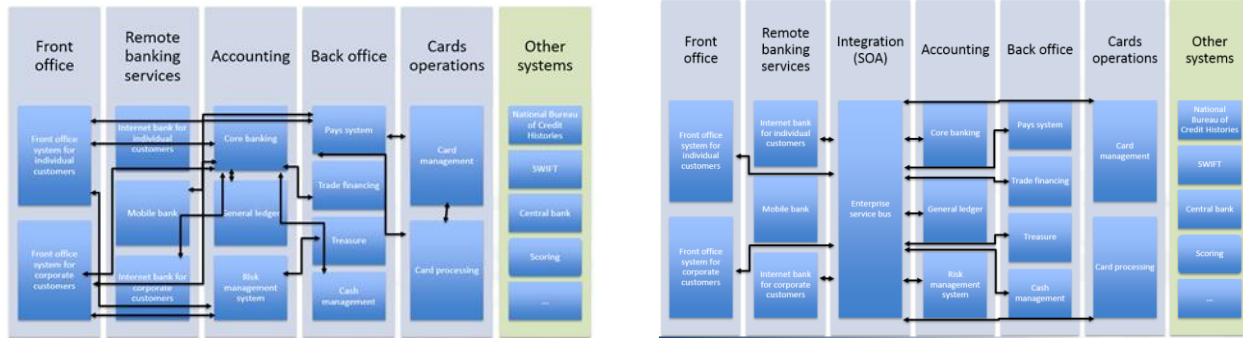 Front
office
Remote
banking
services
Accounting
Back office
Cards
operations
Other
systems
Front office
system for
individual
customers
Front office
system for
corporate
customers
Internet bank for
individual
customers
Mobile bank
Internet bank for
corporate
customers
Core banking
General ledger
Risk
management
system
Pays system
Trade financing
Treasure
Cash
management
Card
management
Card processing
National Bureau
of Credit
Histories
SWIFT
Central bank
Scoring
...
Front
office
Remote
banking
services
Integration
(SOA)
Accounting
Back office
Cards
operations
Other
systems
Front office
system for
individual
customers
Front office
system for
corporate
customers
Internet bank
for individual
customers
Mobile bank
Internet bank
for corporate
customers
Enterprise
service bus
Core banking
General ledger
Risk
management
system
Pays system
Trade financing
Treasure
Cash
management
Card
management
Card processing
National Bureau
of Credit
Histories
SWIFT
Central bank
Scoring
...